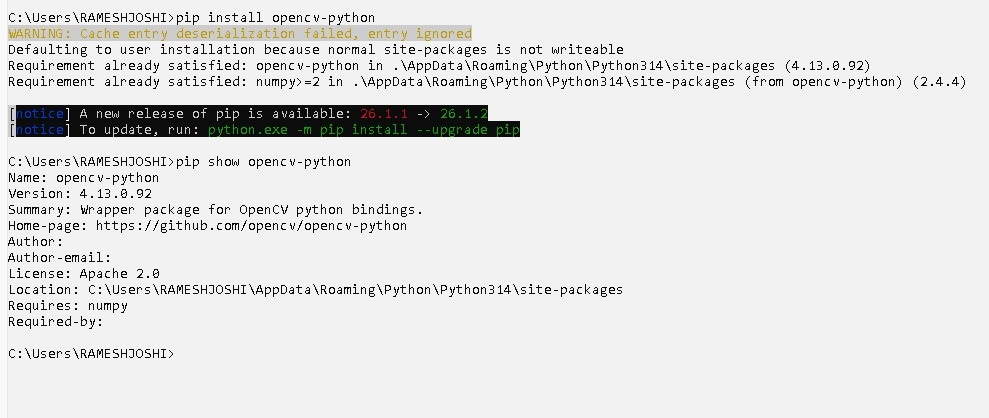 C:\Users\RAMESHJOSHI>pip install opencv-python
WARNING: Cache entry deserialization failed, entry ignored
Defaulting to user installation because normal site-packages is not writeable
Requirement already satisfied: opencv-python in .\AppData\Roaming\Python\Python314\site-packages (4.13.0.92)
Requirement already satisfied: numpy>=2 in .\AppData\Roaming\Python\Python314\site-packages (from opencv-python) (2.4.4)
[notice] A new release of pip is available: 26.1.1 -> 26.1.2
[notice] To update, run: python.exe -m pip install --upgrade pip
C:\Users\RAMESHJOSHI>pip show opencv-python
Name: opencv-python
Version: 4.13.0.92
Summary: Wrapper package for OpenCV python bindings.
Home-page: https://github.com/opencv/opencv-python
Author:
Author-email:
License: Apache 2.0
Location: C:\Users\RAMESHJOSHI\AppData\Roaming\Python\Python314\site-packages
Requires: numpy
Required-by:
C:\Users\RAMESHJOSHI>